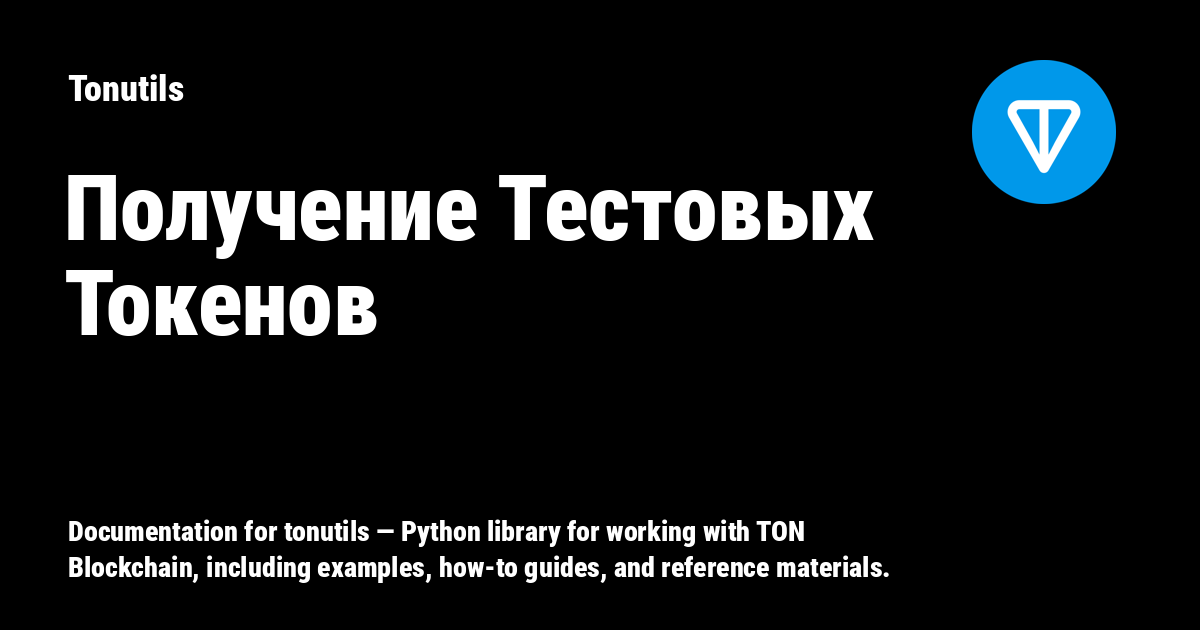 Tonutils
Получение Тестовых
Токенов
Documentation for tonutils — Python library for working with TON
Blockchain, including examples, how-to guides, and reference materials.